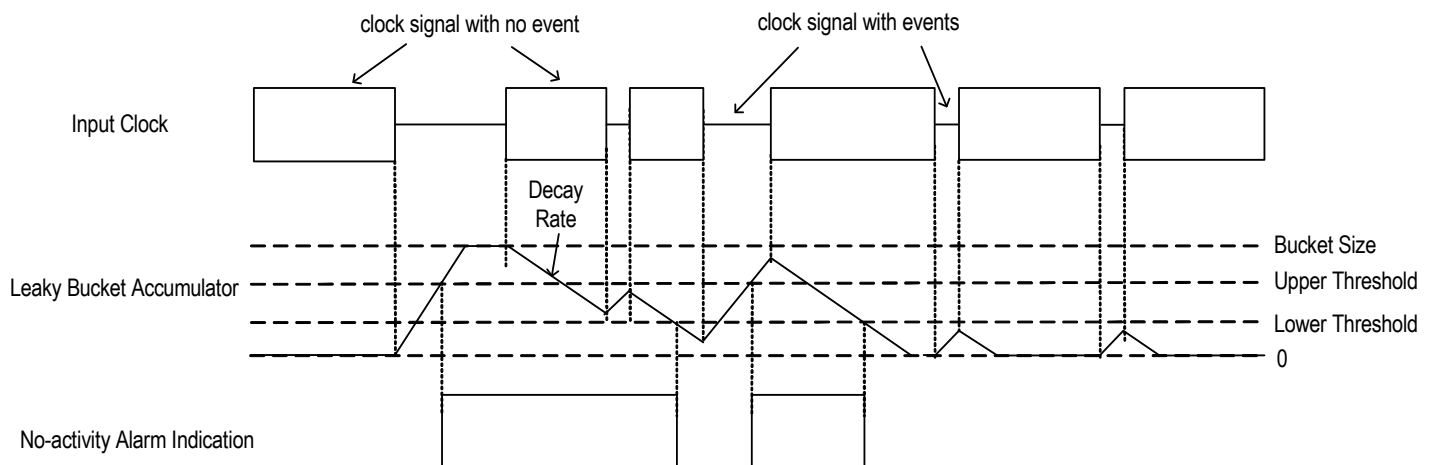 clock signal with no event
clock signal with events
Input Clock
Decay
Rate
Bucket Size
Leaky Bucket Accumulator
Upper Threshold
Lower Threshold
0
No-activity Alarm Indication